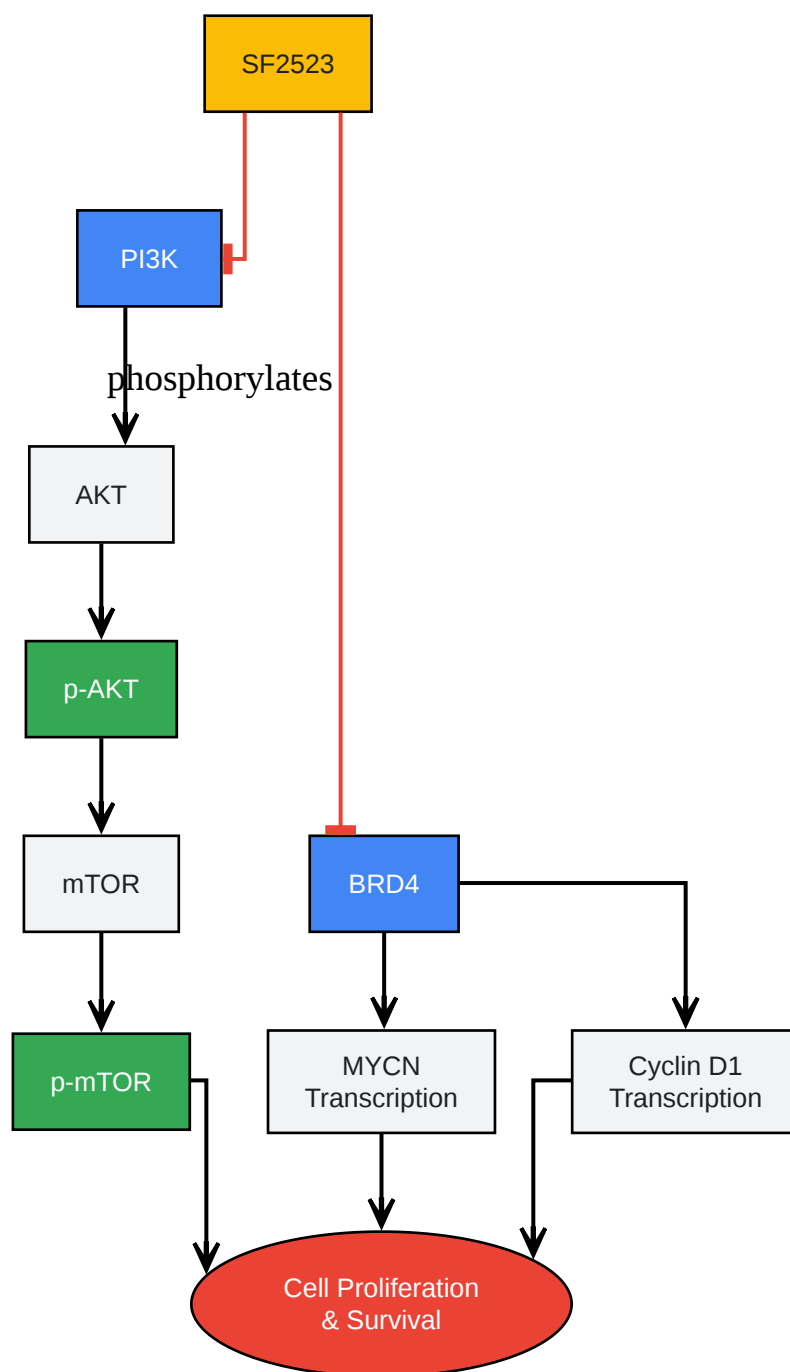 SF2523
PI3K
phosphorylates
AKT
p-AKT
mTOR
BRD4
p-mTOR
MYCN
Transcription
Cyclin D1
Transcription
Cell Proliferation
& Survival